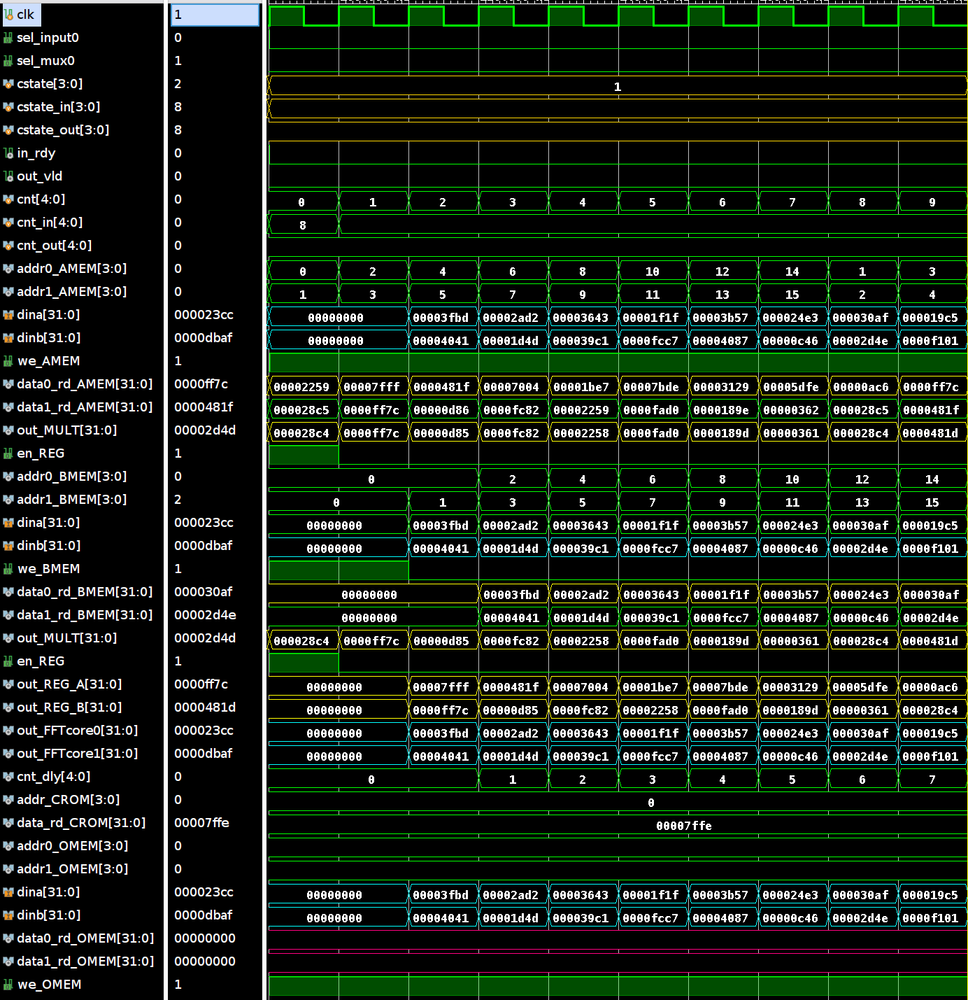 clk 1
sel_input0 0
sel_mux0 1
cstate[3:0] 2 1
cstate_in[3:0] 8
cstate_out[3:0] 8
in_rdy 0
out_vld 0
cnt[4:0] 0 0 1 2 3 4 5 6 7 8 9
cnt_in[4:0] 0 8
cnt_out[4:0] 0
addr0_AMEM[3:0] 0 0 2 4 6 8 10 12 14 1 3
addr1_AMEM[3:0] 0 1 3 5 7 9 11 13 15 2 4
dina[31:0] 000023cc 00000000 00003fbd 00002ad2 00003643 00001f1f 00003b57 000024e3 000030af 000019c5
dinb[31:0] 0000dbaf 00000000 00004041 00001d4d 000039c1 0000fcc7 00004087 00000c46 00002d4e 0000f101
we_AMEM 1
data0_rd_AMEM[31:0] 0000ff7c 00002259 00007fff 0000481f 00007004 00001be7 00007bde 00003129 00005dfe 00000ac6 0000ff7c
data1_rd_AMEM[31:0] 0000481f 000028c5 0000ff7c 00000d86 0000fc82 00002259 0000fad0 0000189e 00000362 000028c5 0000481f
out_MULT[31:0] 00002d4d 000028c4 0000ff7c 00000d85 0000fc82 00002258 0000fad0 0000189d 00000361 000028c4 0000481d
en_REG 1
addr0_BMEM[3:0] 0 0 2 4 6 8 10 12 14
addr1_BMEM[3:0] 2 0 1 3 5 7 9 11 13 15
dina[31:0] 000023cc 00000000 00003fbd 00002ad2 00003643 00001f1f 00003b57 000024e3 000030af 000019c5
dinb[31:0] 0000dbaf 00000000 00004041 00001d4d 000039c1 0000fcc7 00004087 00000c46 00002d4e 0000f101
we_BMEM 1
data0_rd_BMEM[31:0] 000030af 00000000 00003fbd 00002ad2 00003643 00001f1f 00003b57 000024e3 000030af
data1_rd_BMEM[31:0] 00002d4e 00000000 00004041 00001d4d 000039c1 0000fcc7 00004087 00000c46 00002d4e
out_MULT[31:0] 00002d4d 000028c4 0000ff7c 00000d85 0000fc82 00002258 0000fad0 0000189d 00000361 000028c4 0000481d
en_REG 1
out_REG_A[31:0] 0000ff7c 00000000 00007fff 0000481f 00007004 00001be7 00007bde 00003129 00005dfe 00000ac6
out_REG_B[31:0] 0000481d 00000000 0000ff7c 00000d85 0000fc82 00002258 0000fad0 0000189d 00000361 000028c4
out_FFTcore0[31:0] 000023cc 00000000 00003fbd 00002ad2 00003643 00001f1f 00003b57 000024e3 000030af 000019c5
out_FFTcore1[31:0] 0000dbaf 00000000 00004041 00001d4d 000039c1 0000fcc7 00004087 00000c46 00002d4e 0000f101
cnt_dly[4:0] 0 0 1 2 3 4 5 6 7
addr_CROM[3:0] 0 0
data_rd_CROM[31:0] 00007ffe 00007ffe
addr0_OMEM[3:0] 0
addr1_OMEM[3:0] 0
dina[31:0] 000023cc 00000000 00003fbd 00002ad2 00003643 00001f1f 00003b57 000024e3 000030af 000019c5
dinb[31:0] 0000dbaf 00000000 00004041 00001d4d 000039c1 0000fcc7 00004087 00000c46 00002d4e 0000f101
data0_rd_OMEM[31:0] 00000000
data1_rd_OMEM[31:0] 00000000
we_OMEM 1